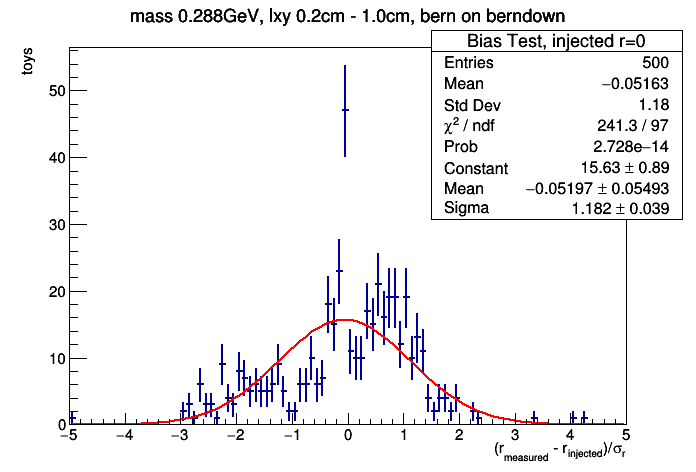 mass 0.288GeV, lxy 0.2cm - 1.0cm, bern on berndown
Bias Test, injected r=0
Entries 500
Mean −0.05163
Std Dev 1.18
χ² / ndf 241.3 / 97
Prob 2.728e−14
Constant 15.63 ± 0.89
Mean −0.05197 ± 0.05493
Sigma 1.182 ± 0.039
toys
50
40
30
20
10
0
−5 −4 −3 −2 −1 0 1 2 3 4 5
(r_measured - r_injected)/σ_r